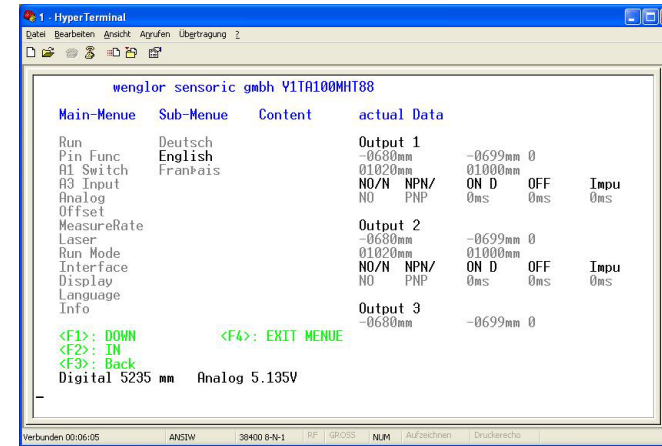 1 - HyperTerminal
Datei Bearbeiten Ansicht Anrufen Übertragung ?
wenglor sensoric gmbh Y1TA100MHT88
Main-Menue Sub-Menue Content actual Data
Run Deutsch Output 1
Pin Func English -0680mm -0699mm 0
A1 Switch FranÞais 01020mm 01000mm
A3 Input NO/N NPN/ ON D OFF Impu
Analog NO PNP 0ms 0ms 0ms
Offset
MeasureRate Output 2
Laser -0680mm -0699mm 0
Run Mode 01020mm 01000mm
Interface NO/N NPN/ ON D OFF Impu
Display NO PNP 0ms 0ms 0ms
Language
Info Output 3
-0680mm -0699mm 0
<F1>: DOWN <F4>: EXIT MENUE
<F2>: IN
<F3>: Back
Digital 5235 mm Analog 5.135V
_
Verbunden 00:06:05 ANSIW 38400 8-N-1 RF GROSS NUM Aufzeichnen Druckerecho